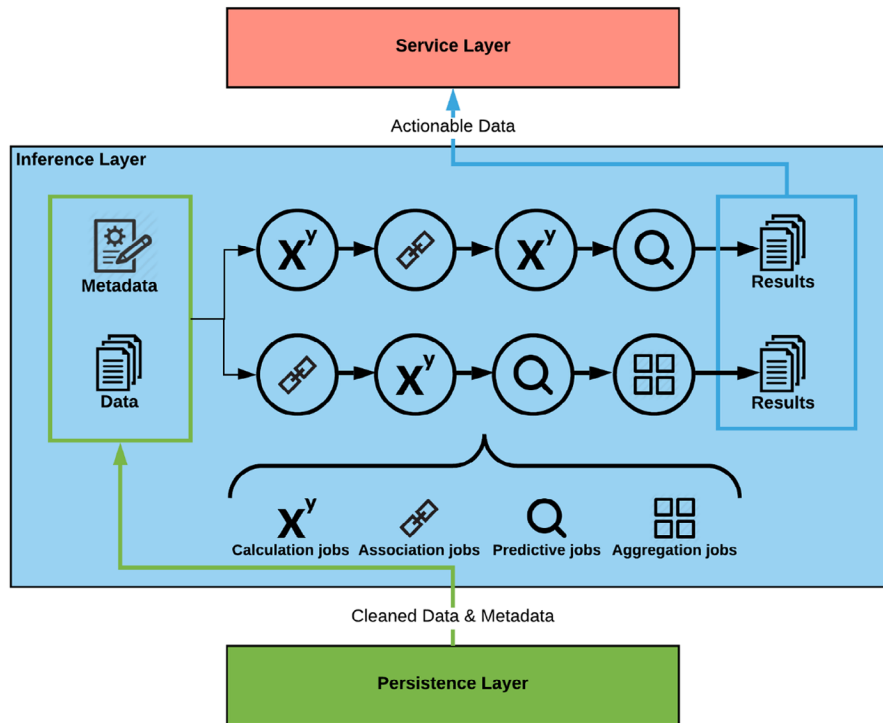 Service Layer
Actionable Data
Inference Layer
Metadata
Data
X^y
X^y
Results
X^y
Results
X^y
Calculation jobs
Association jobs
Predictive jobs
Aggregation jobs
Cleaned Data & Metadata
Persistence Layer